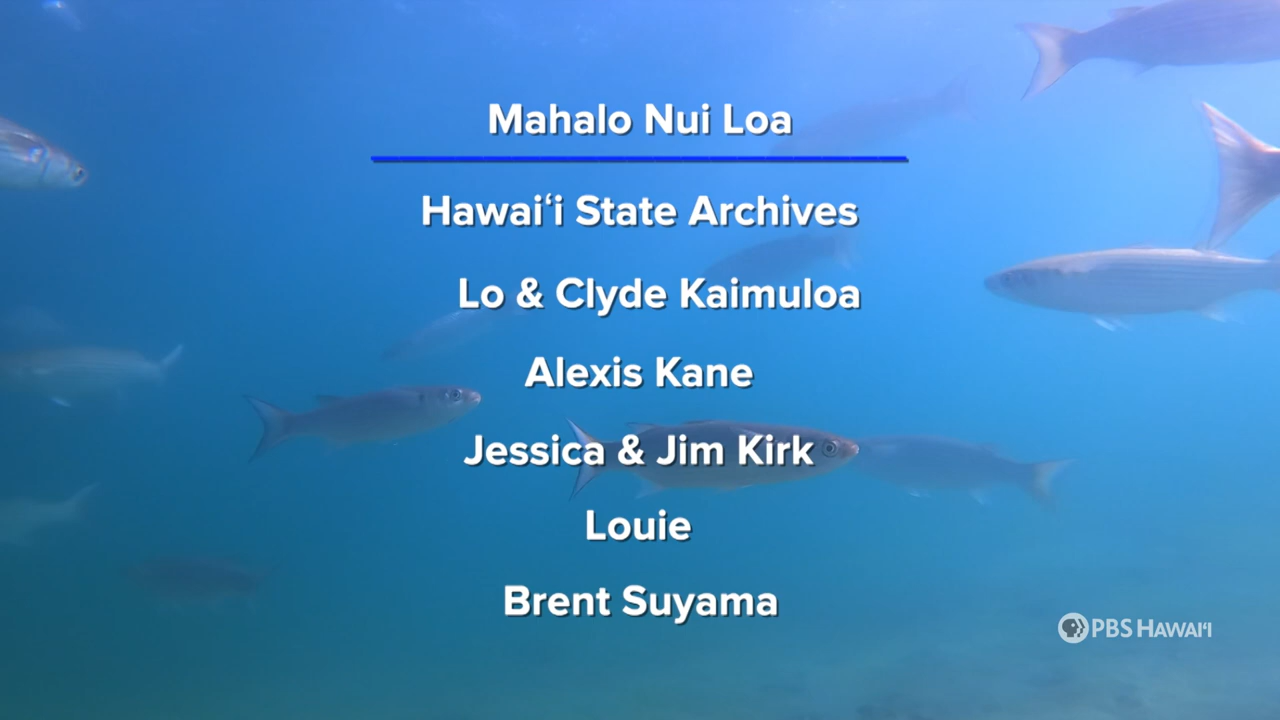 Mahalo Nui Loa
Hawaiʻi State Archives
Lo & Clyde Kaimuloa
Alexis Kane
Jessica & Jim Kirk
Louie
Brent Suyama
PBS HAWAIʻI